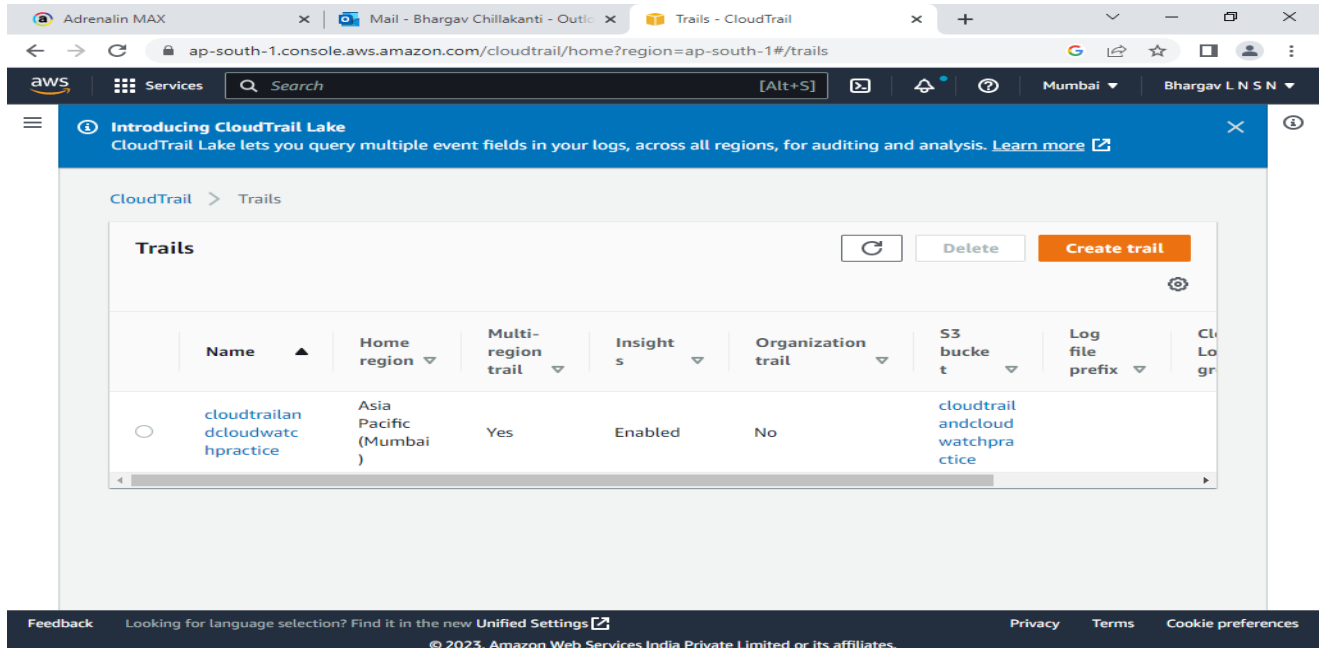 Adrenalin MAX
Mail - Bhargav Chillakanti - Outlo
Trails - CloudTrail
ap-south-1.console.aws.amazon.com/cloudtrail/home?region=ap-south-1#/trails
aws
Services
Search
[Alt+S]
Mumbai
Bhargav L N S N
Introducing CloudTrail Lake
CloudTrail Lake lets you query multiple event fields in your logs, across all regions, for auditing and analysis. Learn more
CloudTrail > Trails
Trails
Delete
Create trail
Name
Home
region
Multi-
region
trail
Insight
s
Organization
trail
S3
bucke
t
Log
file
prefix
Clo
Lo
gr
cloudtrailan
dcloudwatc
hpractice
Asia
Pacific
(Mumbai
)
Yes
Enabled
No
cloudtrail
andcloud
watchpra
ctice
Feedback
Looking for language selection? Find it in the new Unified Settings
Privacy
Terms
Cookie preferences
© 2023, Amazon Web Services India Private Limited or its affiliates.